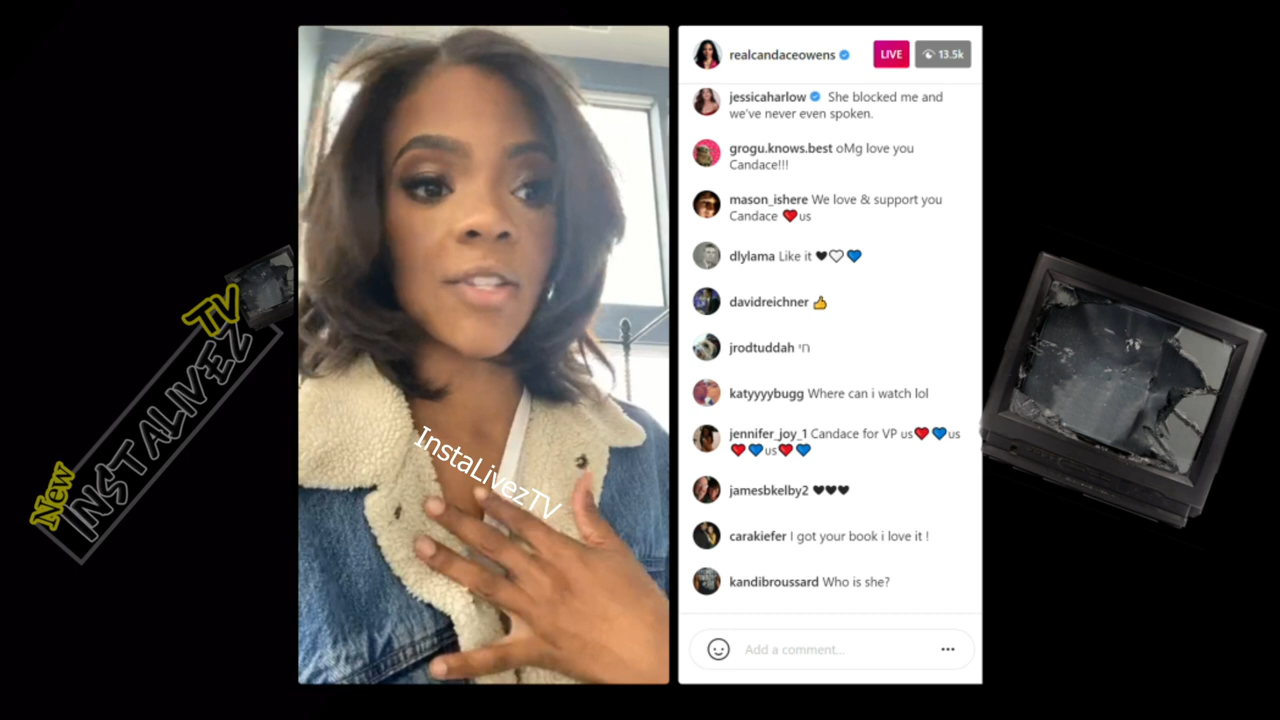 New
INSTALIVEZ
TV
InstaLivezTV
realcandaceowens
LIVE
13.5k
jessicaharlow She blocked me and
we've never even spoken.
grogu.knows.best oMg love you
Candace!!!
mason_ishere We love & support you
Candace ❤️us
dlylama Like it 🖤🤍💙
davidreichner 👍
jrodtuddah חי
katyyyybugg Where can i watch lol
jennifer_joy_1 Candace for VP us❤️💙us
❤️💙us❤️💙
jamesbkelby2 🖤🖤🖤
carakiefer I got your book i love it !
kandibroussard Who is she?
Add a comment...